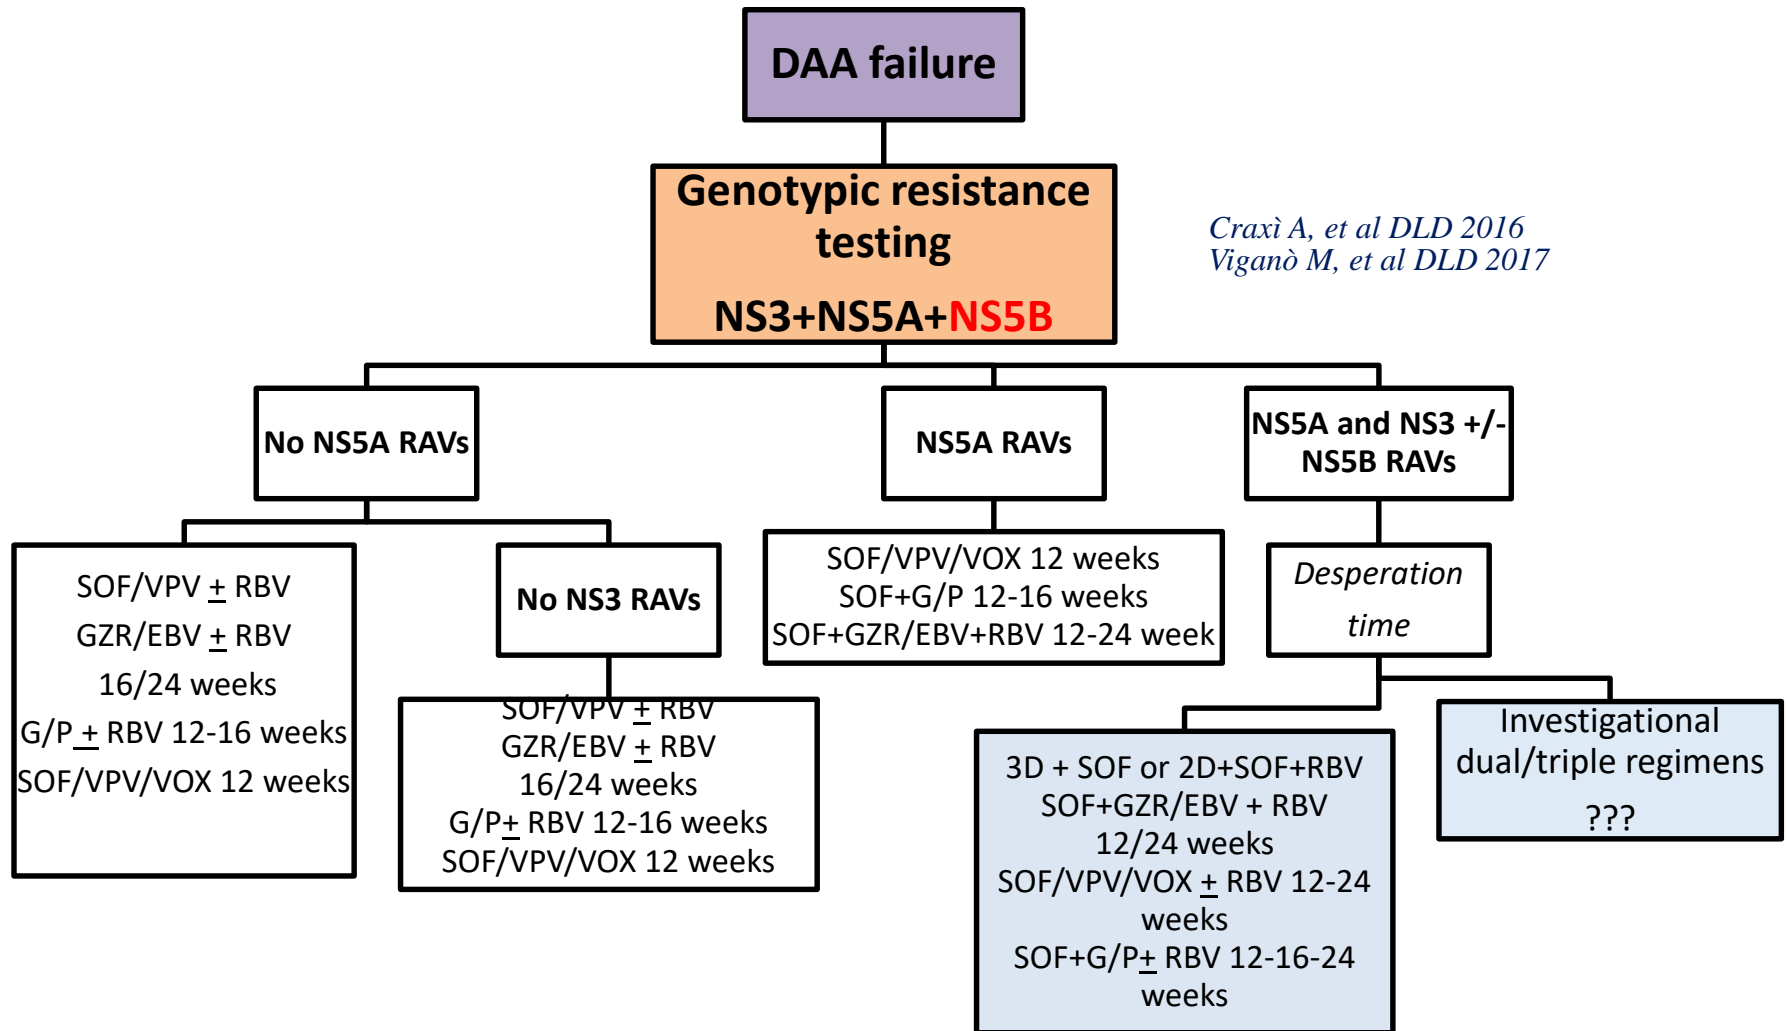 DAA failure
Genotypic resistance
testing
NS3+NS5A+NS5B
Craxì A, et al DLD 2016
Viganò M, et al DLD 2017
No NS5A RAVs
NS5A RAVs
NS5A and NS3 +/-
NS5B RAVs
SOF/VPV + RBV
GZR/EBV + RBV
16/24 weeks
G/P + RBV 12-16 weeks
SOF/VPV/VOX 12 weeks
No NS3 RAVs
SOF/VPV + RBV
GZR/EBV + RBV
16/24 weeks
G/P+ RBV 12-16 weeks
SOF/VPV/VOX 12 weeks
SOF/VPV/VOX 12 weeks
SOF+G/P 12-16 weeks
SOF+GZR/EBV+RBV 12-24 week
Desperation
time
3D + SOF or 2D+SOF+RBV
SOF+GZR/EBV + RBV
12/24 weeks
SOF/VPV/VOX + RBV 12-24
weeks
SOF+G/P+ RBV 12-16-24
weeks
Investigational
dual/triple regimens
???